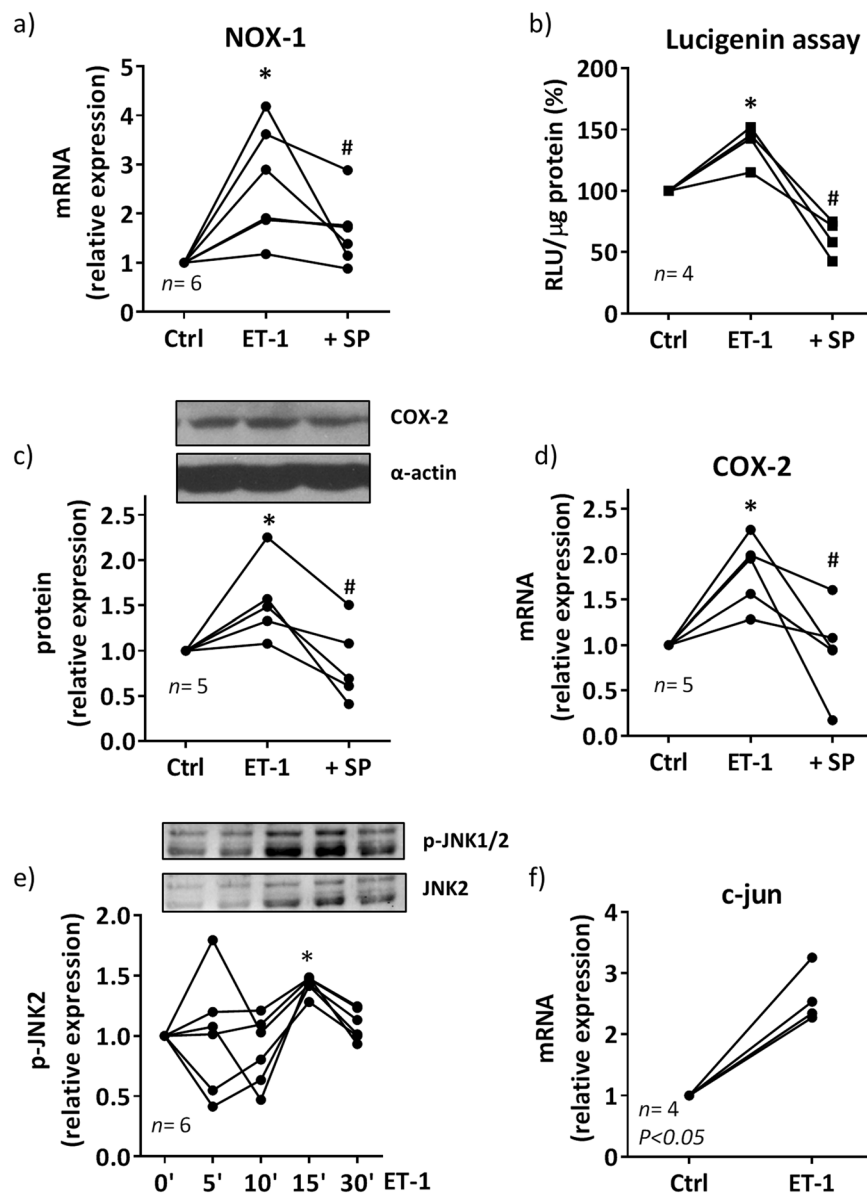 a)
NOX-1
mRNA
(relative expression)
5
4
3
2
1
0
*
#
n= 6
Ctrl ET-1 + SP
b)
Lucigenin assay
RLU/μg protein (%)
200
150
100
50
0
*
#
n= 4
Ctrl ET-1 + SP
COX-2
α-actin
c)
protein
(relative expression)
2.5
2.0
1.5
1.0
0.5
0.0
*
#
n= 5
Ctrl ET-1 + SP
d)
COX-2
mRNA
(relative expression)
2.5
2.0
1.5
1.0
0.5
0.0
*
#
n= 5
Ctrl ET-1 + SP
p-JNK1/2
JNK2
e)
p-JNK2
(relative expression)
2.0
1.5
1.0
0.5
0.0
*
n= 6
0' 5' 10' 15' 30' ET-1
f)
c-jun
mRNA
(relative expression)
4
3
2
1
0
n= 4
P<0.05
Ctrl ET-1